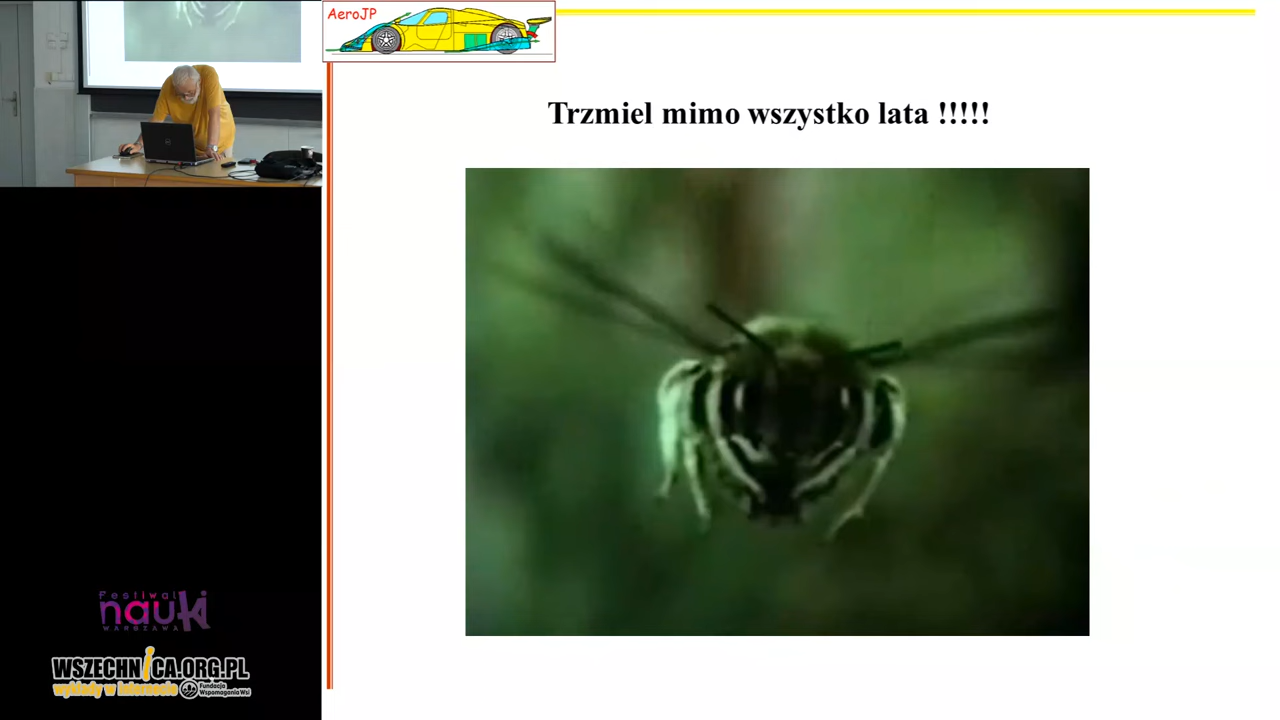 AeroJP
Trzmiel mimo wszystko lata !!!!!
Festiwal
nauki
WARSZAWA
WSZECHNICA.ORG.PL
wykłady w internecie
Fundacja
Wspomagania Wsi